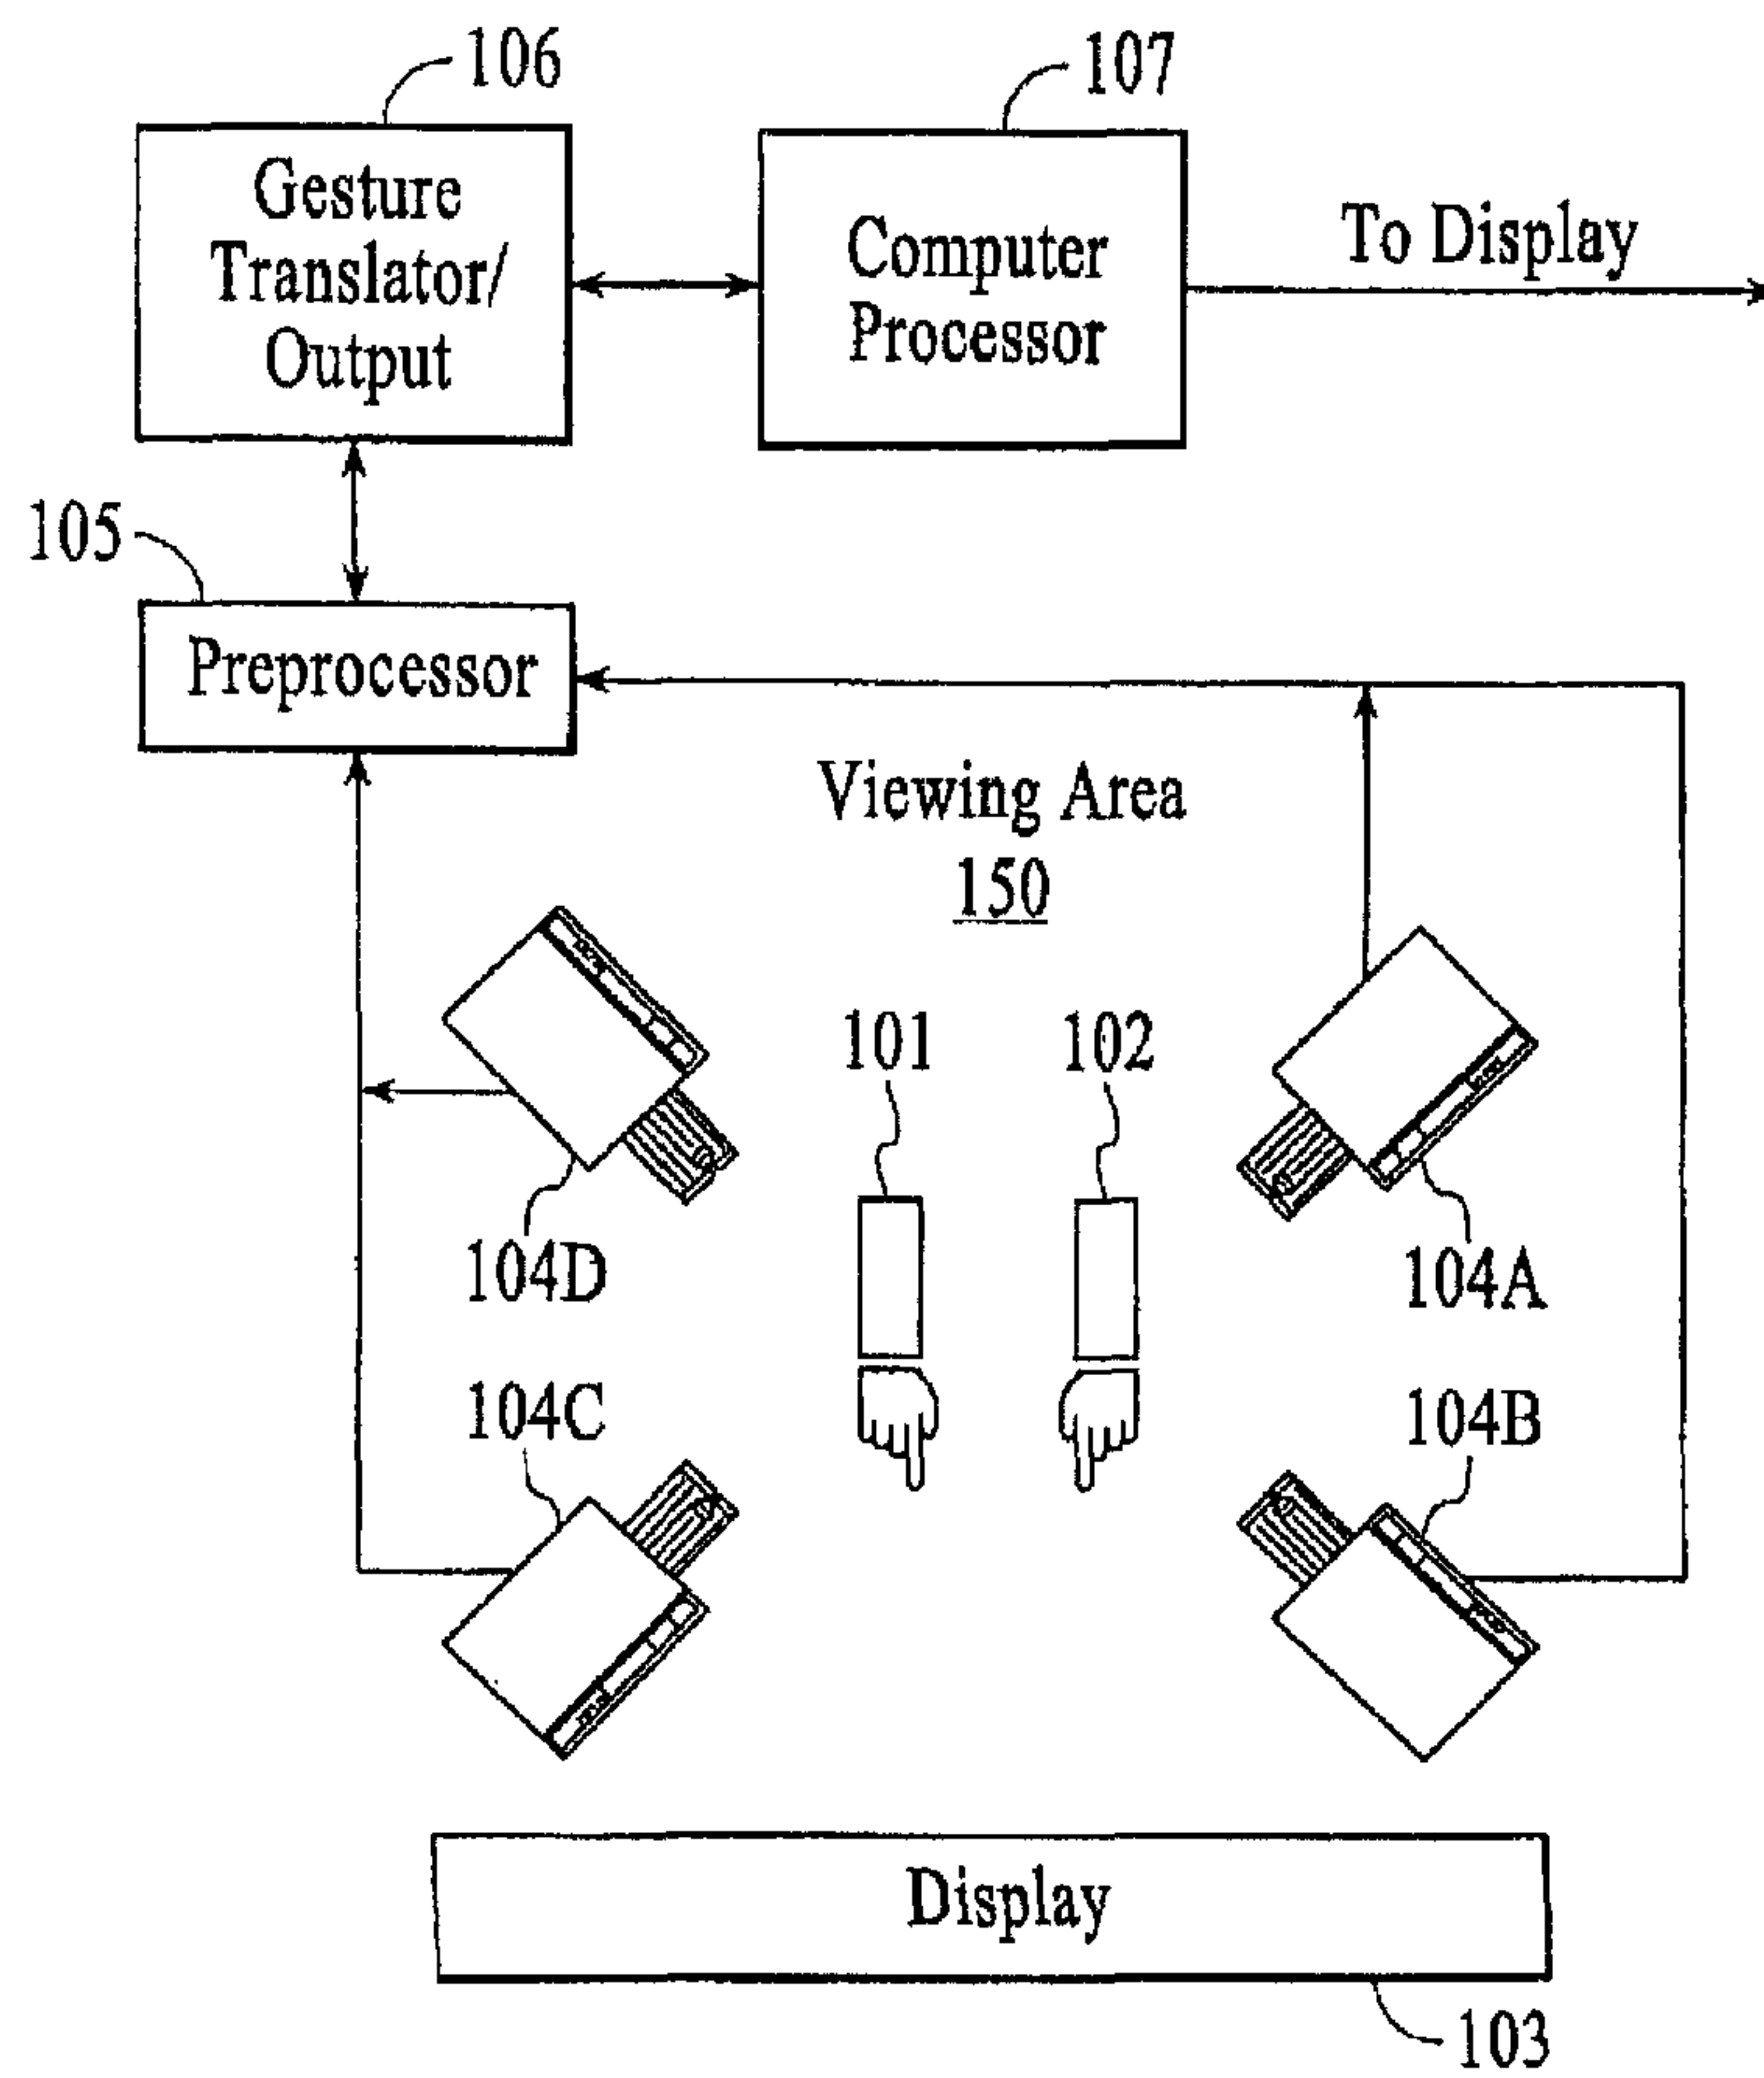 106
107
Gesture
Translator/
Output
Computer
Processor
To Display
105
Preprocessor
Viewing Area
150
101
102
104D
104A
104C
104B
Display
103